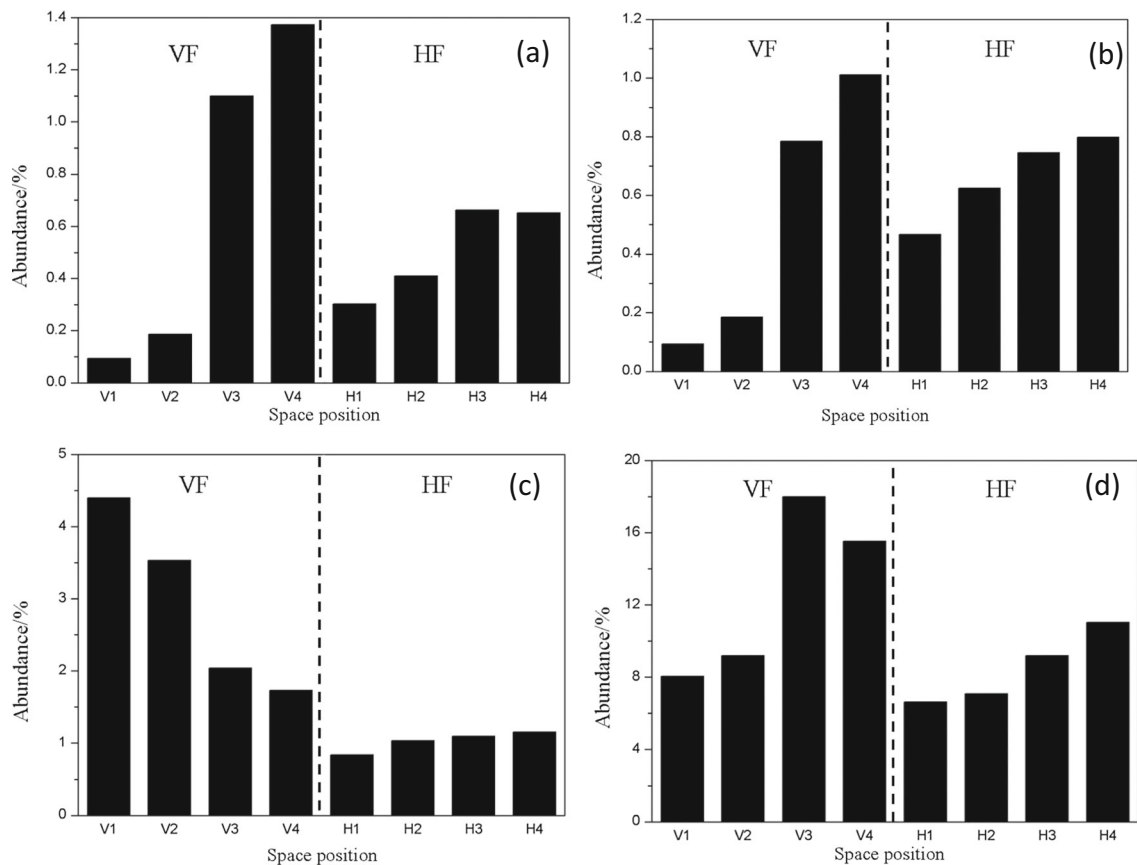 (a)
VF
HF
1.4
1.2
1.0
0.8
0.6
0.4
0.2
0.0
Abundance/%
V1 V2 V3 V4 H1 H2 H3 H4
Space position
(b)
VF
HF
1.2
1.0
0.8
0.6
0.4
0.2
0.0
Abundance/%
V1 V2 V3 V4 H1 H2 H3 H4
Space position
(c)
VF
HF
5
4
3
2
1
0
Abundance/%
V1 V2 V3 V4 H1 H2 H3 H4
Space position
(d)
VF
HF
20
16
12
8
4
0
Abundance/%
V1 V2 V3 V4 H1 H2 H3 H4
Space position